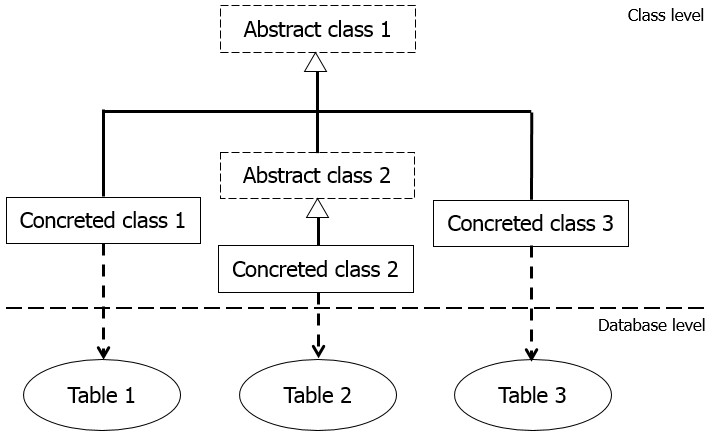 Abstract class 1
Class level
Abstract class 2
Concreted class 1
Concreted class 3
Concreted class 2
Database level
Table 1
Table 2
Table 3